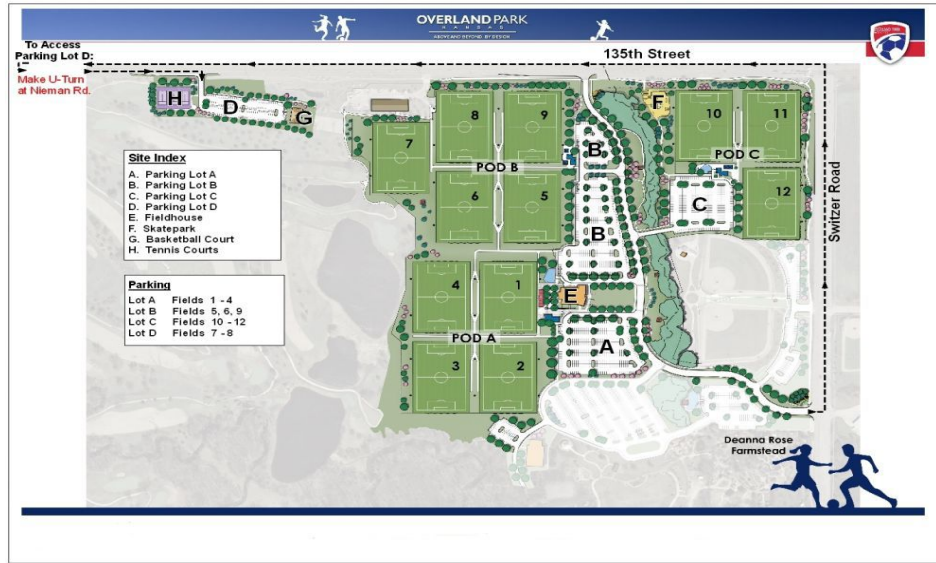 OVERLAND PARK
KANSAS
ABOVE AND BEYOND. BY DESIGN.
To Access
Parking Lot D:
Make U-Turn
at Nieman Rd.
135th Street
H
D
G
F
8
9
10
11
7
B
POD B
POD C
6
5
12
C
B
Switzer Road
Site Index
A. Parking Lot A
B. Parking Lot B
C. Parking Lot C
D. Parking Lot D
E. Fieldhouse
F. Skatepark
G. Basketball Court
H. Tennis Courts
Parking
Lot A Fields 1 - 4
Lot B Fields 5, 6, 9
Lot C Fields 10 - 12
Lot D Fields 7 - 8
4
1
E
POD A
A
3
2
Deanna Rose
Farmstead